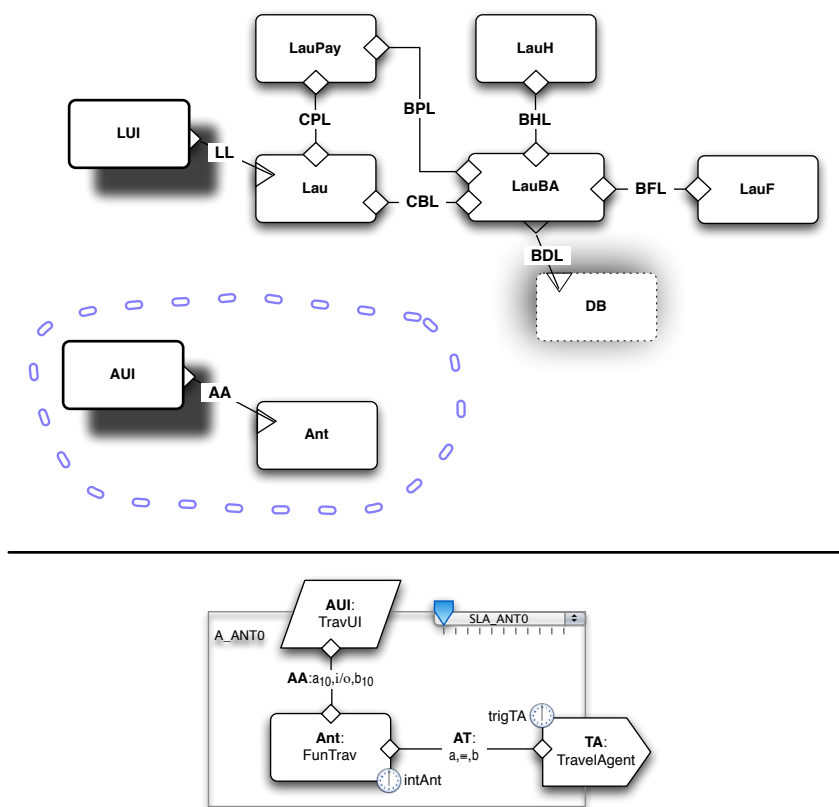 LauPay
LauH
CPL
BPL
BHL
LUI
LL
Lau
CBL
LauBA
BFL
LauF
BDL
DB
AUI
AA
Ant
AUI:
TravUI
SLA_ANT0
A_ANT0
AA:a10,i/o,b10
trigTA
Ant:
FunTrav
AT:
a,≡,b
TA:
TravelAgent
intAnt